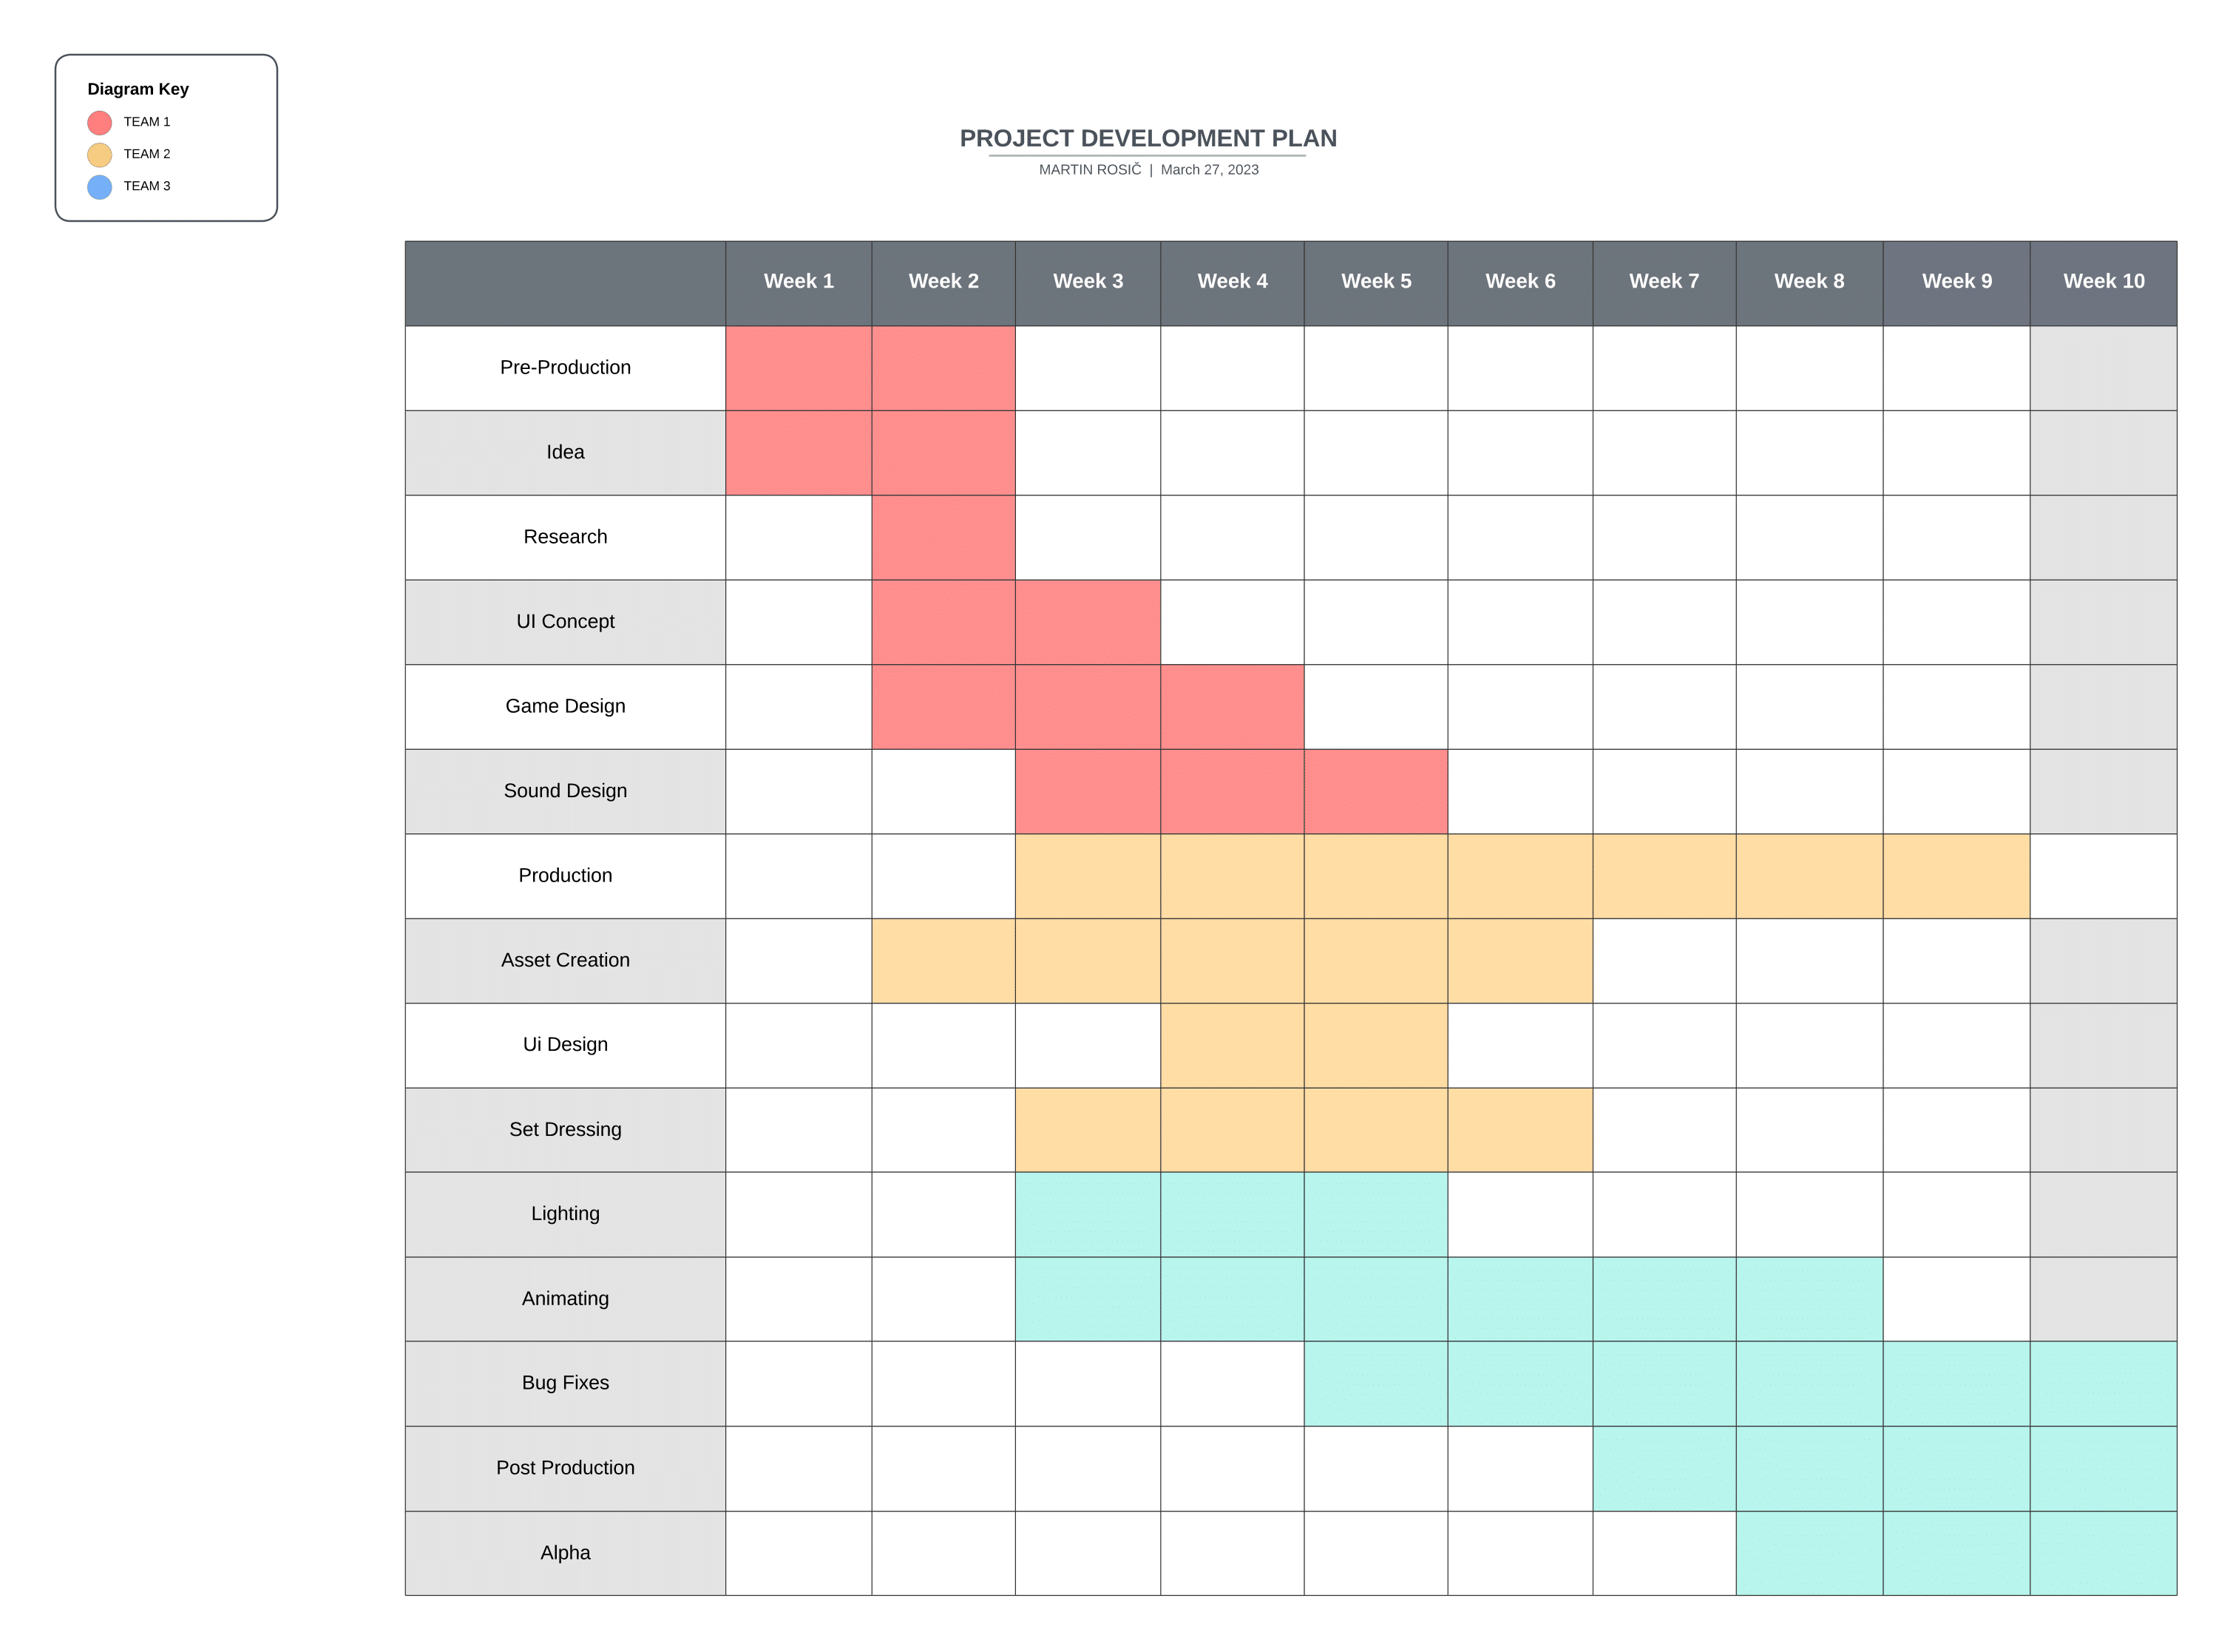 Diagram Key
TEAM 1
TEAM 2
TEAM 3
PROJECT DEVELOPMENT PLAN
MARTIN ROSIČ | March 27, 2023
Week 1 Week 2 Week 3 Week 4 Week 5 Week 6 Week 7 Week 8 Week 9 Week 10
Pre-Production
Idea
Research
UI Concept
Game Design
Sound Design
Production
Asset Creation
Ui Design
Set Dressing
Lighting
Animating
Bug Fixes
Post Production
Alpha